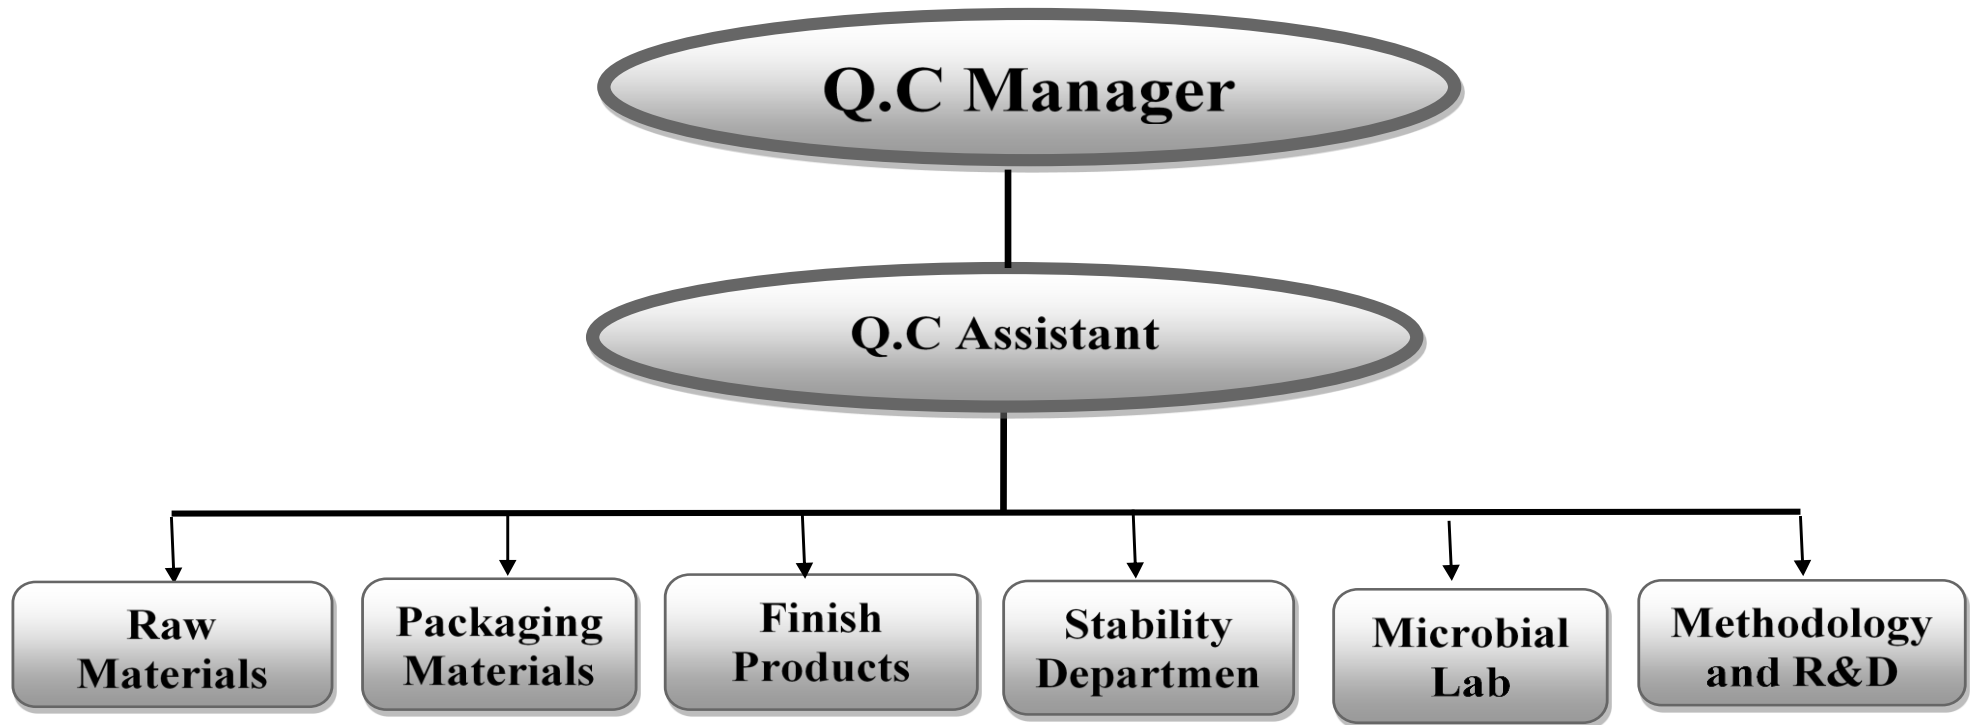 Q.C Manager
Q.C Assistant
Raw
Materials
Packaging
Materials
Finish
Products
Stability
Departmen
Microbial
Lab
Methodology
and R&D